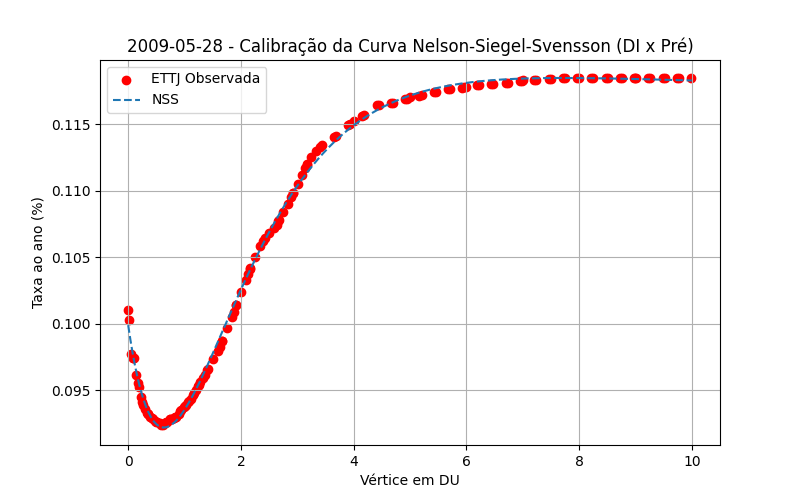 2009-05-28 - Calibração da Curva Nelson-Siegel-Svensson (DI x Pré)
ETTJ Observada
NSS
Taxa ao ano (%)
0.115
0.110
0.105
0.100
0.095
0 2 4 6 8 10
Vértice em DU